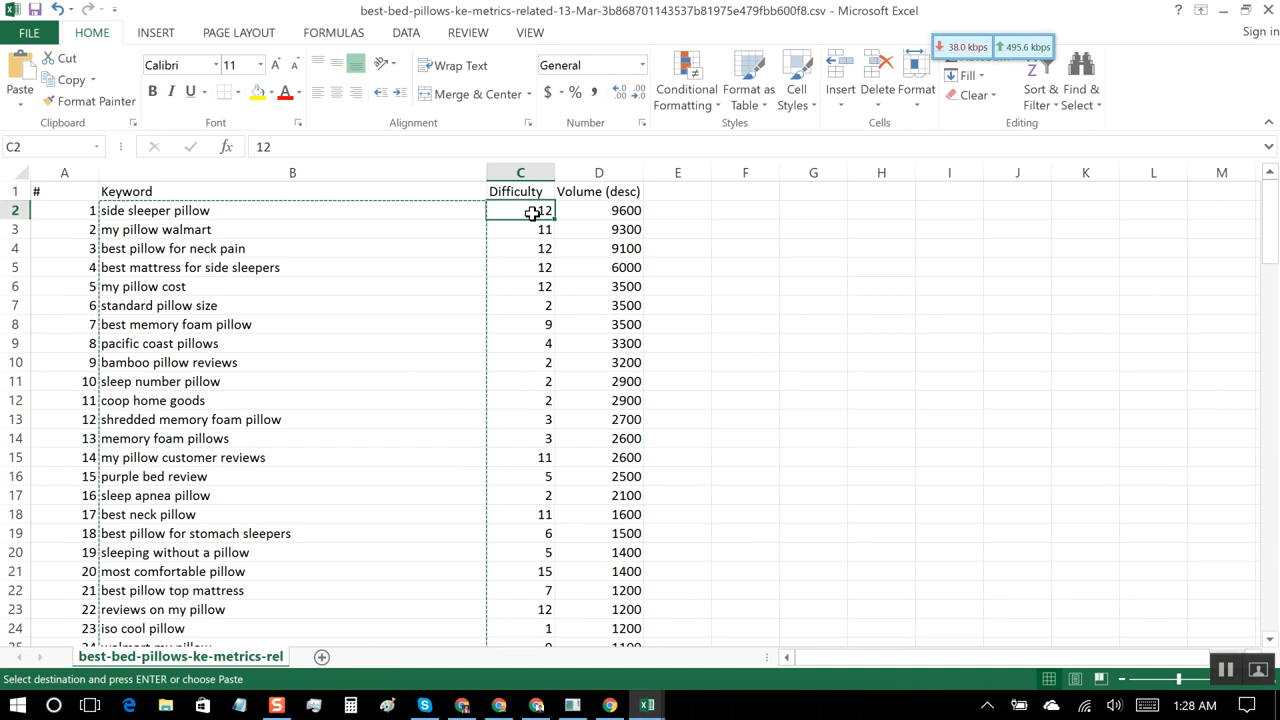 best-bed-pillows-ke-metrics-related-13-Mar-3b868701143537b81975e479fbb600f8.csv - Microsoft Excel
FILE HOME INSERT PAGE LAYOUT FORMULAS DATA REVIEW VIEW Sign in
38.0 kbps 495.6 kbps
Cut
Copy
Format Painter
Paste
Clipboard
Calibri 11
B I U
Font
Wrap Text
Merge & Center
Alignment
General
$ % ,
Number
Conditional Formatting
Format as Table
Cell Styles
Styles
Insert Delete Format
Cells
Fill
Clear
Sort & Filter
Find & Select
Editing
C2 fx 12
A B C D E F G H I J K L M
1 # Keyword Difficulty Volume (desc)
2 1 side sleeper pillow 12 9600
3 2 my pillow walmart 11 9300
4 3 best pillow for neck pain 12 9100
5 4 best mattress for side sleepers 12 6000
6 5 my pillow cost 12 3500
7 6 standard pillow size 2 3500
8 7 best memory foam pillow 9 3500
9 8 pacific coast pillows 4 3300
10 9 bamboo pillow reviews 2 3200
11 10 sleep number pillow 2 2900
12 11 coop home goods 2 2900
13 12 shredded memory foam pillow 3 2700
14 13 memory foam pillows 3 2600
15 14 my pillow customer reviews 11 2600
16 15 purple bed review 5 2500
17 16 sleep apnea pillow 2 2100
18 17 best neck pillow 11 1600
19 18 best pillow for stomach sleepers 6 1500
20 19 sleeping without a pillow 5 1400
21 20 most comfortable pillow 15 1400
22 21 best pillow top mattress 7 1200
23 22 reviews on my pillow 12 1200
24 23 iso cool pillow 1 1200
best-bed-pillows-ke-metrics-rel
Select destination and press ENTER or choose Paste
1:28 AM